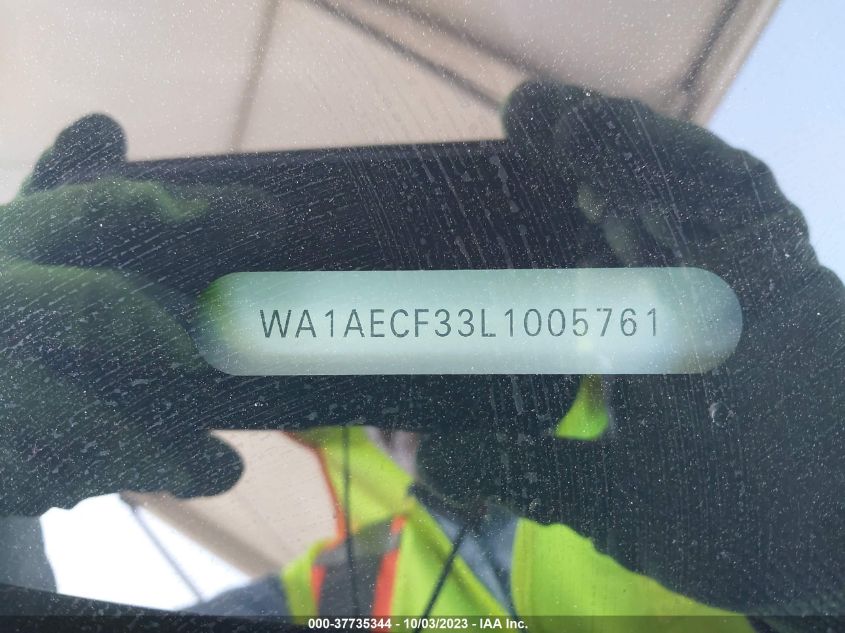 WA1AECF33L1005761
000-37735344 - 10/03/2023 - IAA Inc.